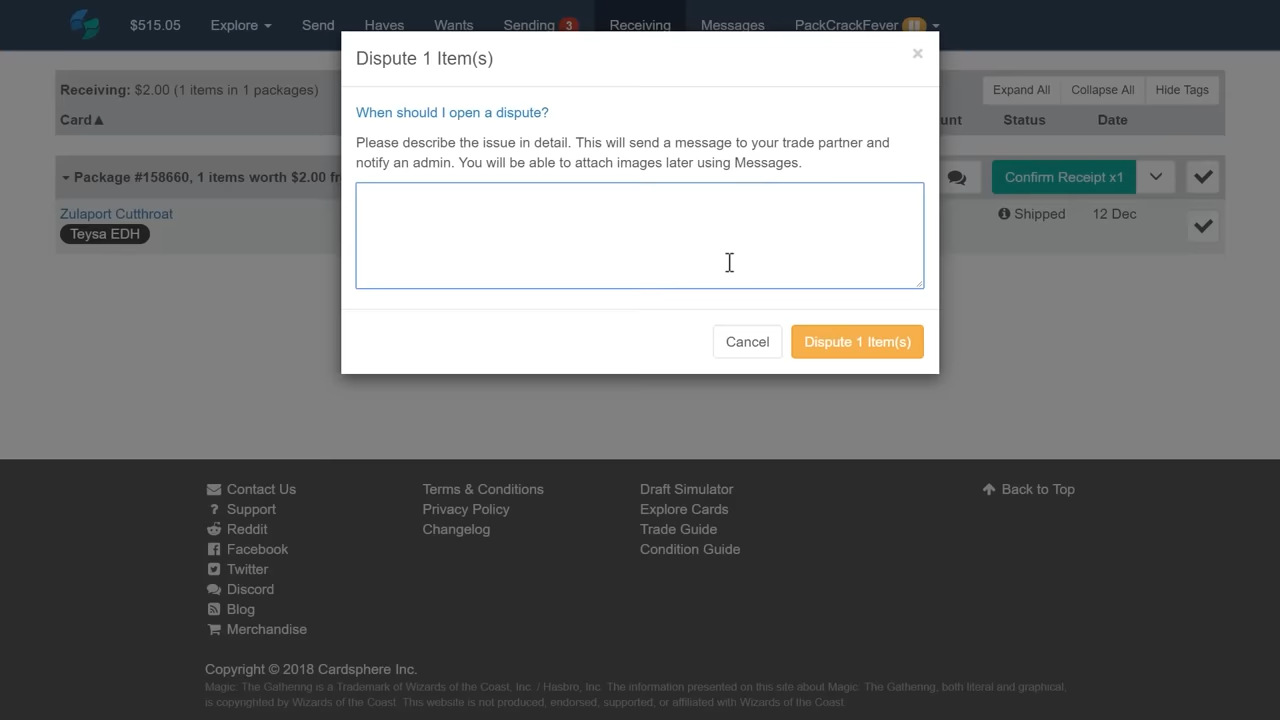 $515.05 Explore Send Haves Wants Sending 3 Receiving Messages PackCrackFever
Dispute 1 Item(s) ×
Receiving: $2.00 (1 items in 1 packages) Expand All Collapse All Hide Tags
Card Status Date
When should I open a dispute?
Please describe the issue in detail. This will send a message to your trade partner and
notify an admin. You will be able to attach images later using Messages.
Package #158660, 1 items worth $2.00 Confirm Receipt x1
Zulaport Cutthroat Shipped 12 Dec
Teysa EDH
Cancel Dispute 1 Item(s)
Contact Us Terms & Conditions Draft Simulator Back to Top
? Support Privacy Policy Explore Cards
Reddit Changelog Trade Guide
Facebook Condition Guide
Twitter
Discord
Blog
Merchandise
Copyright © 2018 Cardsphere Inc.
Magic: The Gathering is a Trademark of Wizards of the Coast, Inc. / Hasbro, Inc. The information presented on this site about Magic: The Gathering, both literal and graphical,
is copyrighted by Wizards of the Coast. This website is not produced, endorsed, supported, or affiliated with Wizards of the Coast.